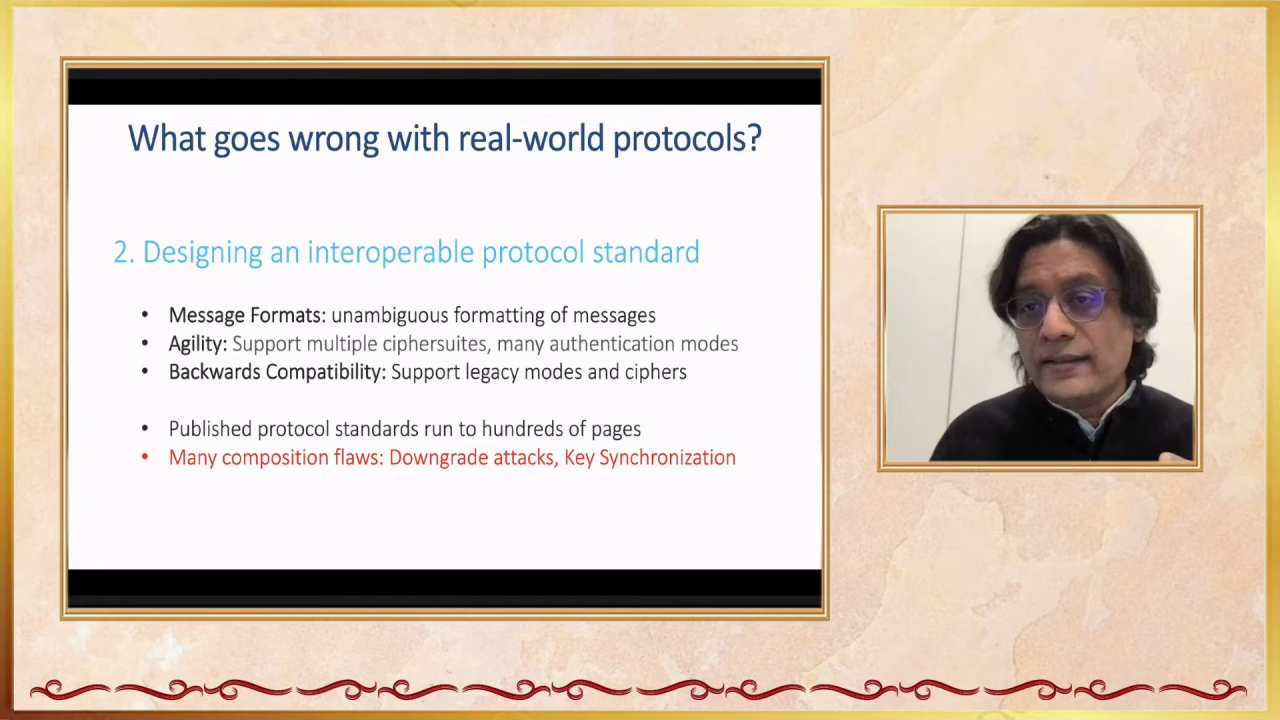 What goes wrong with real-world protocols?
2. Designing an interoperable protocol standard
• Message Formats: unambiguous formatting of messages
• Agility: Support multiple ciphersuites, many authentication modes
• Backwards Compatibility: Support legacy modes and ciphers
• Published protocol standards run to hundreds of pages
• Many composition flaws: Downgrade attacks, Key Synchronization